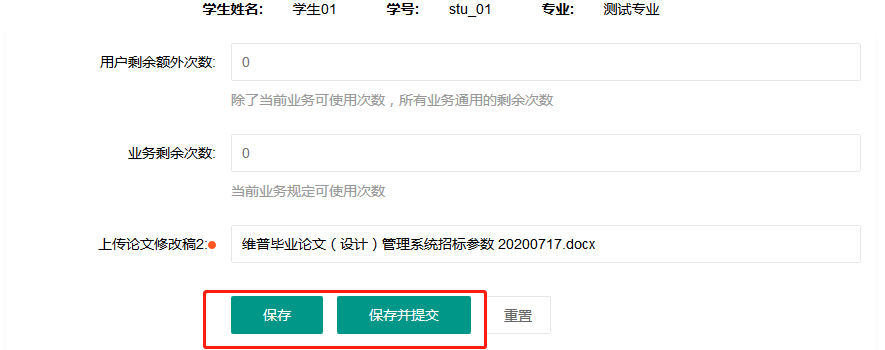 学生姓名: 学生01 学号: stu_01 专业: 测试专业
用户剩余额外次数: 0
除了当前业务可使用次数，所有业务通用的剩余次数
业务剩余次数: 0
当前业务规定可使用次数
上传论文修改稿2: 维普毕业论文（设计）管理系统招标参数 20200717.docx
保存 保存并提交 重置